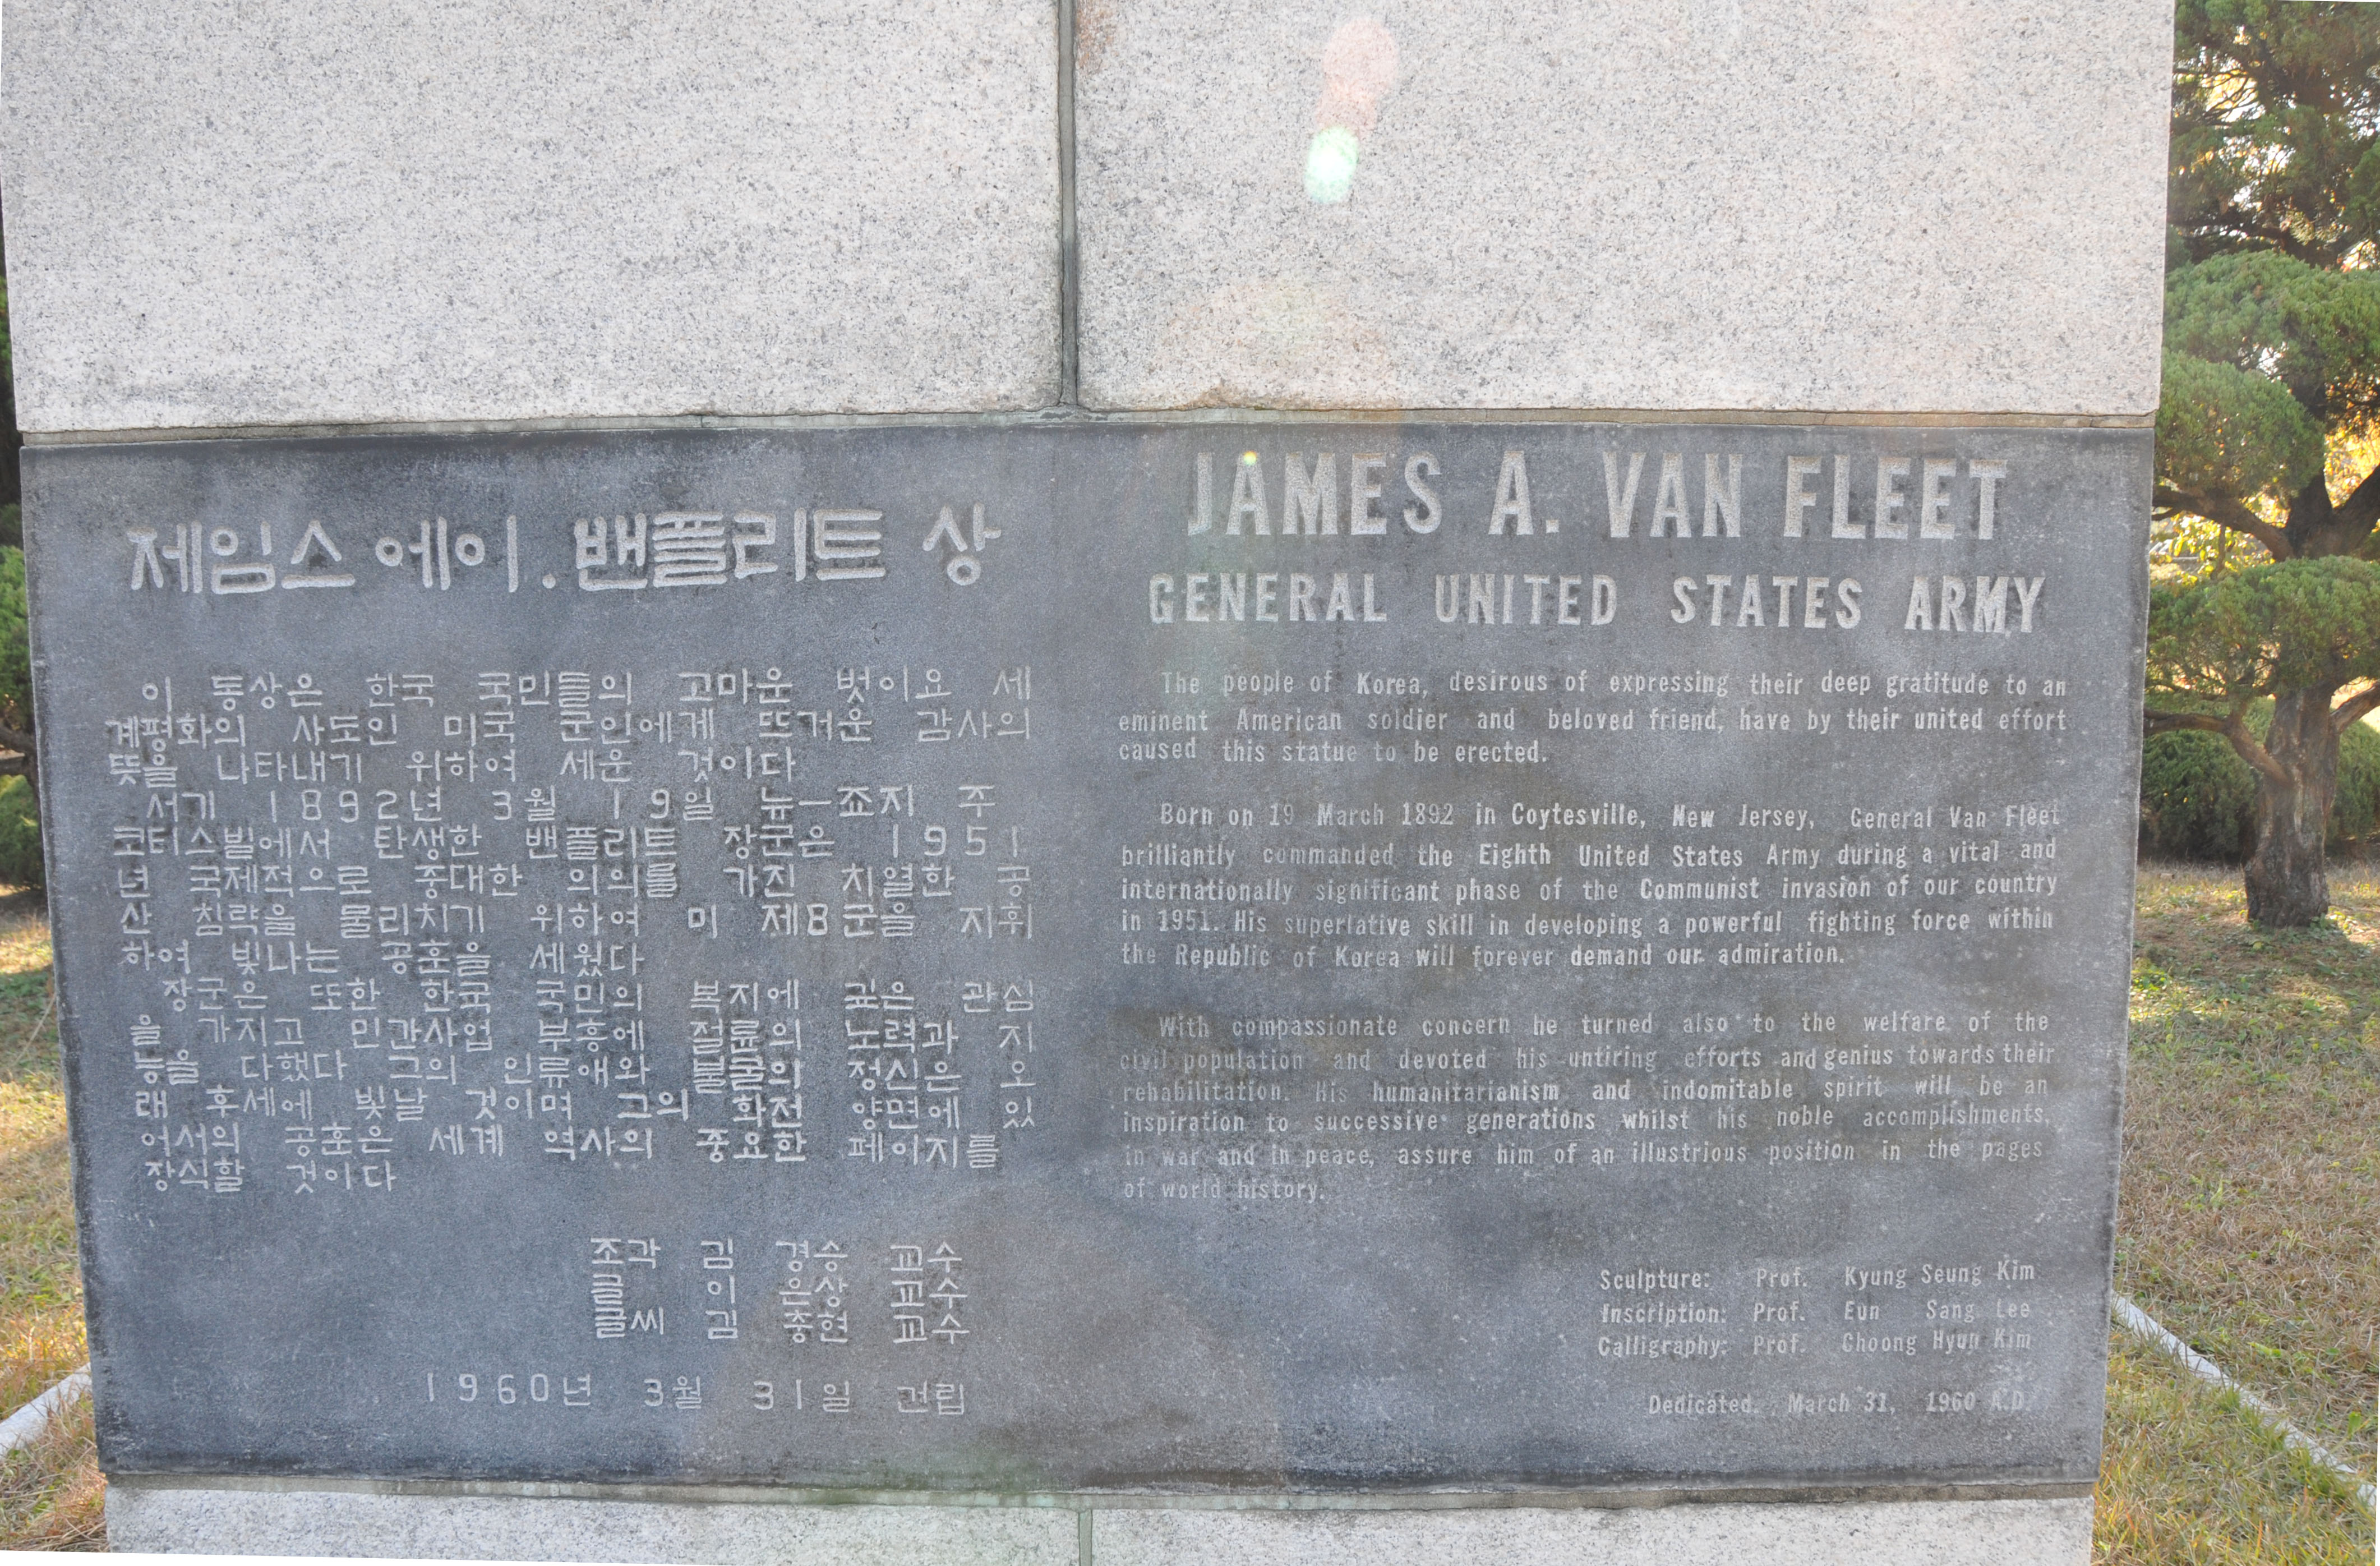 제임스 에이. 밴플리트 상
이 동상은 한국 국민들의 고마운 벗이요 세
계평화의 사도인 미국 군인에게 뜨거운 감사의
뜻을 나타내기 위하여 세운 것이다
서기 1892년 3월 19일 뉴-죠지 주
코티스빌에서 탄생한 밴플리트 장군은 1951
년 국제적으로 중대한 의의를 가진 치열한 공
산 침략을 물리치기 위하여 미 제8군을 지휘
하여 빛나는 공훈을 세웠다
장군은 또한 한국 국민의 복지에 깊은 관심
을 가지고 민간사업 부흥에 절륜의 노력과 지
능을 다했다 그의 인류애와 불굴의 정신은 오
래 후세에 빛날 것이며 그의 화전 양면에 있
어서의 공훈은 세계 역사의 중요한 페이지를
장식할 것이다
조각 김 경승 교수
글 이 은상 교수
글씨 김 충현 교수
1960년 3월 31일 건립
JAMES A. VAN FLEET
GENERAL UNITED STATES ARMY
The people of Korea, desirous of expressing their deep gratitude to an
eminent American soldier and beloved friend, have by their united effort
caused this statue to be erected.
Born on 19 March 1892 in Coytesville, New Jersey, General Van Fleet
brilliantly commanded the Eighth United States Army during a vital and
internationally significant phase of the Communist invasion of our country
in 1951. His superlative skill in developing a powerful fighting force within
the Republic of Korea will forever demand our admiration.
With compassionate concern he turned also to the welfare of the
civil population and devoted his untiring efforts and genius towards their
rehabilitation. His humanitarianism and indomitable spirit will be an
inspiration to successive generations whilst his noble accomplishments,
in war and in peace, assure him of an illustrious position in the pages
of world history.
Sculpture: Prof. Kyung Seung Kim
Inscription: Prof. Eun Sang Lee
Calligraphy: Prof. Choong Hyun Kim
Dedicated. March 31, 1960 A.D.